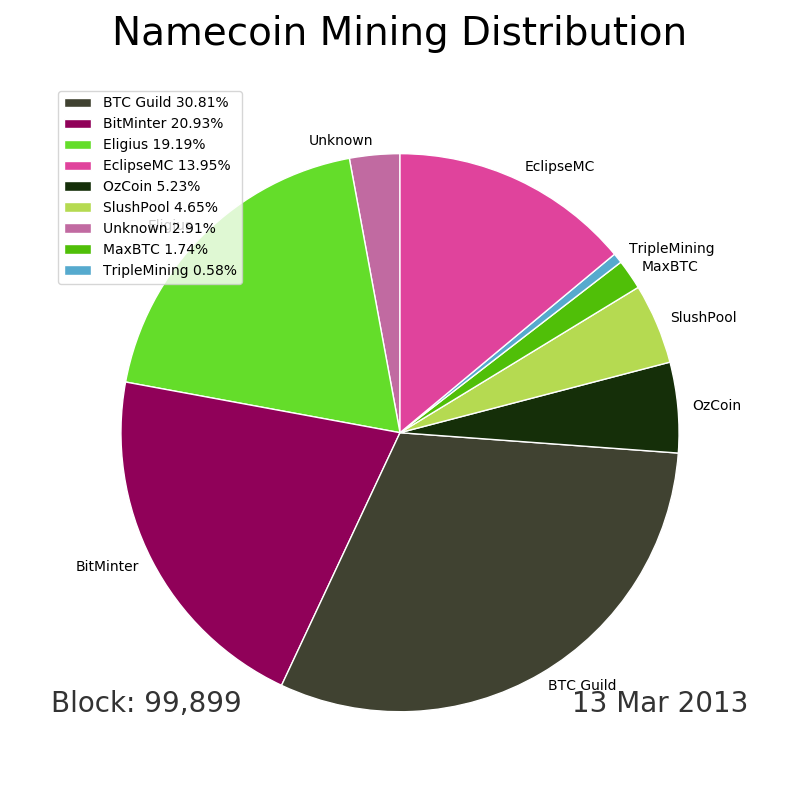 Namecoin Mining Distribution
BTC Guild 30.81%
BitMinter 20.93%
Eligius 19.19%
EclipseMC 13.95%
OzCoin 5.23%
SlushPool 4.65%
Unknown 2.91%
MaxBTC 1.74%
TripleMining 0.58%
Unknown
EclipseMC
Eligius
TripleMining
MaxBTC
SlushPool
OzCoin
BitMinter
BTC Guild
Block: 99,899
13 Mar 2013